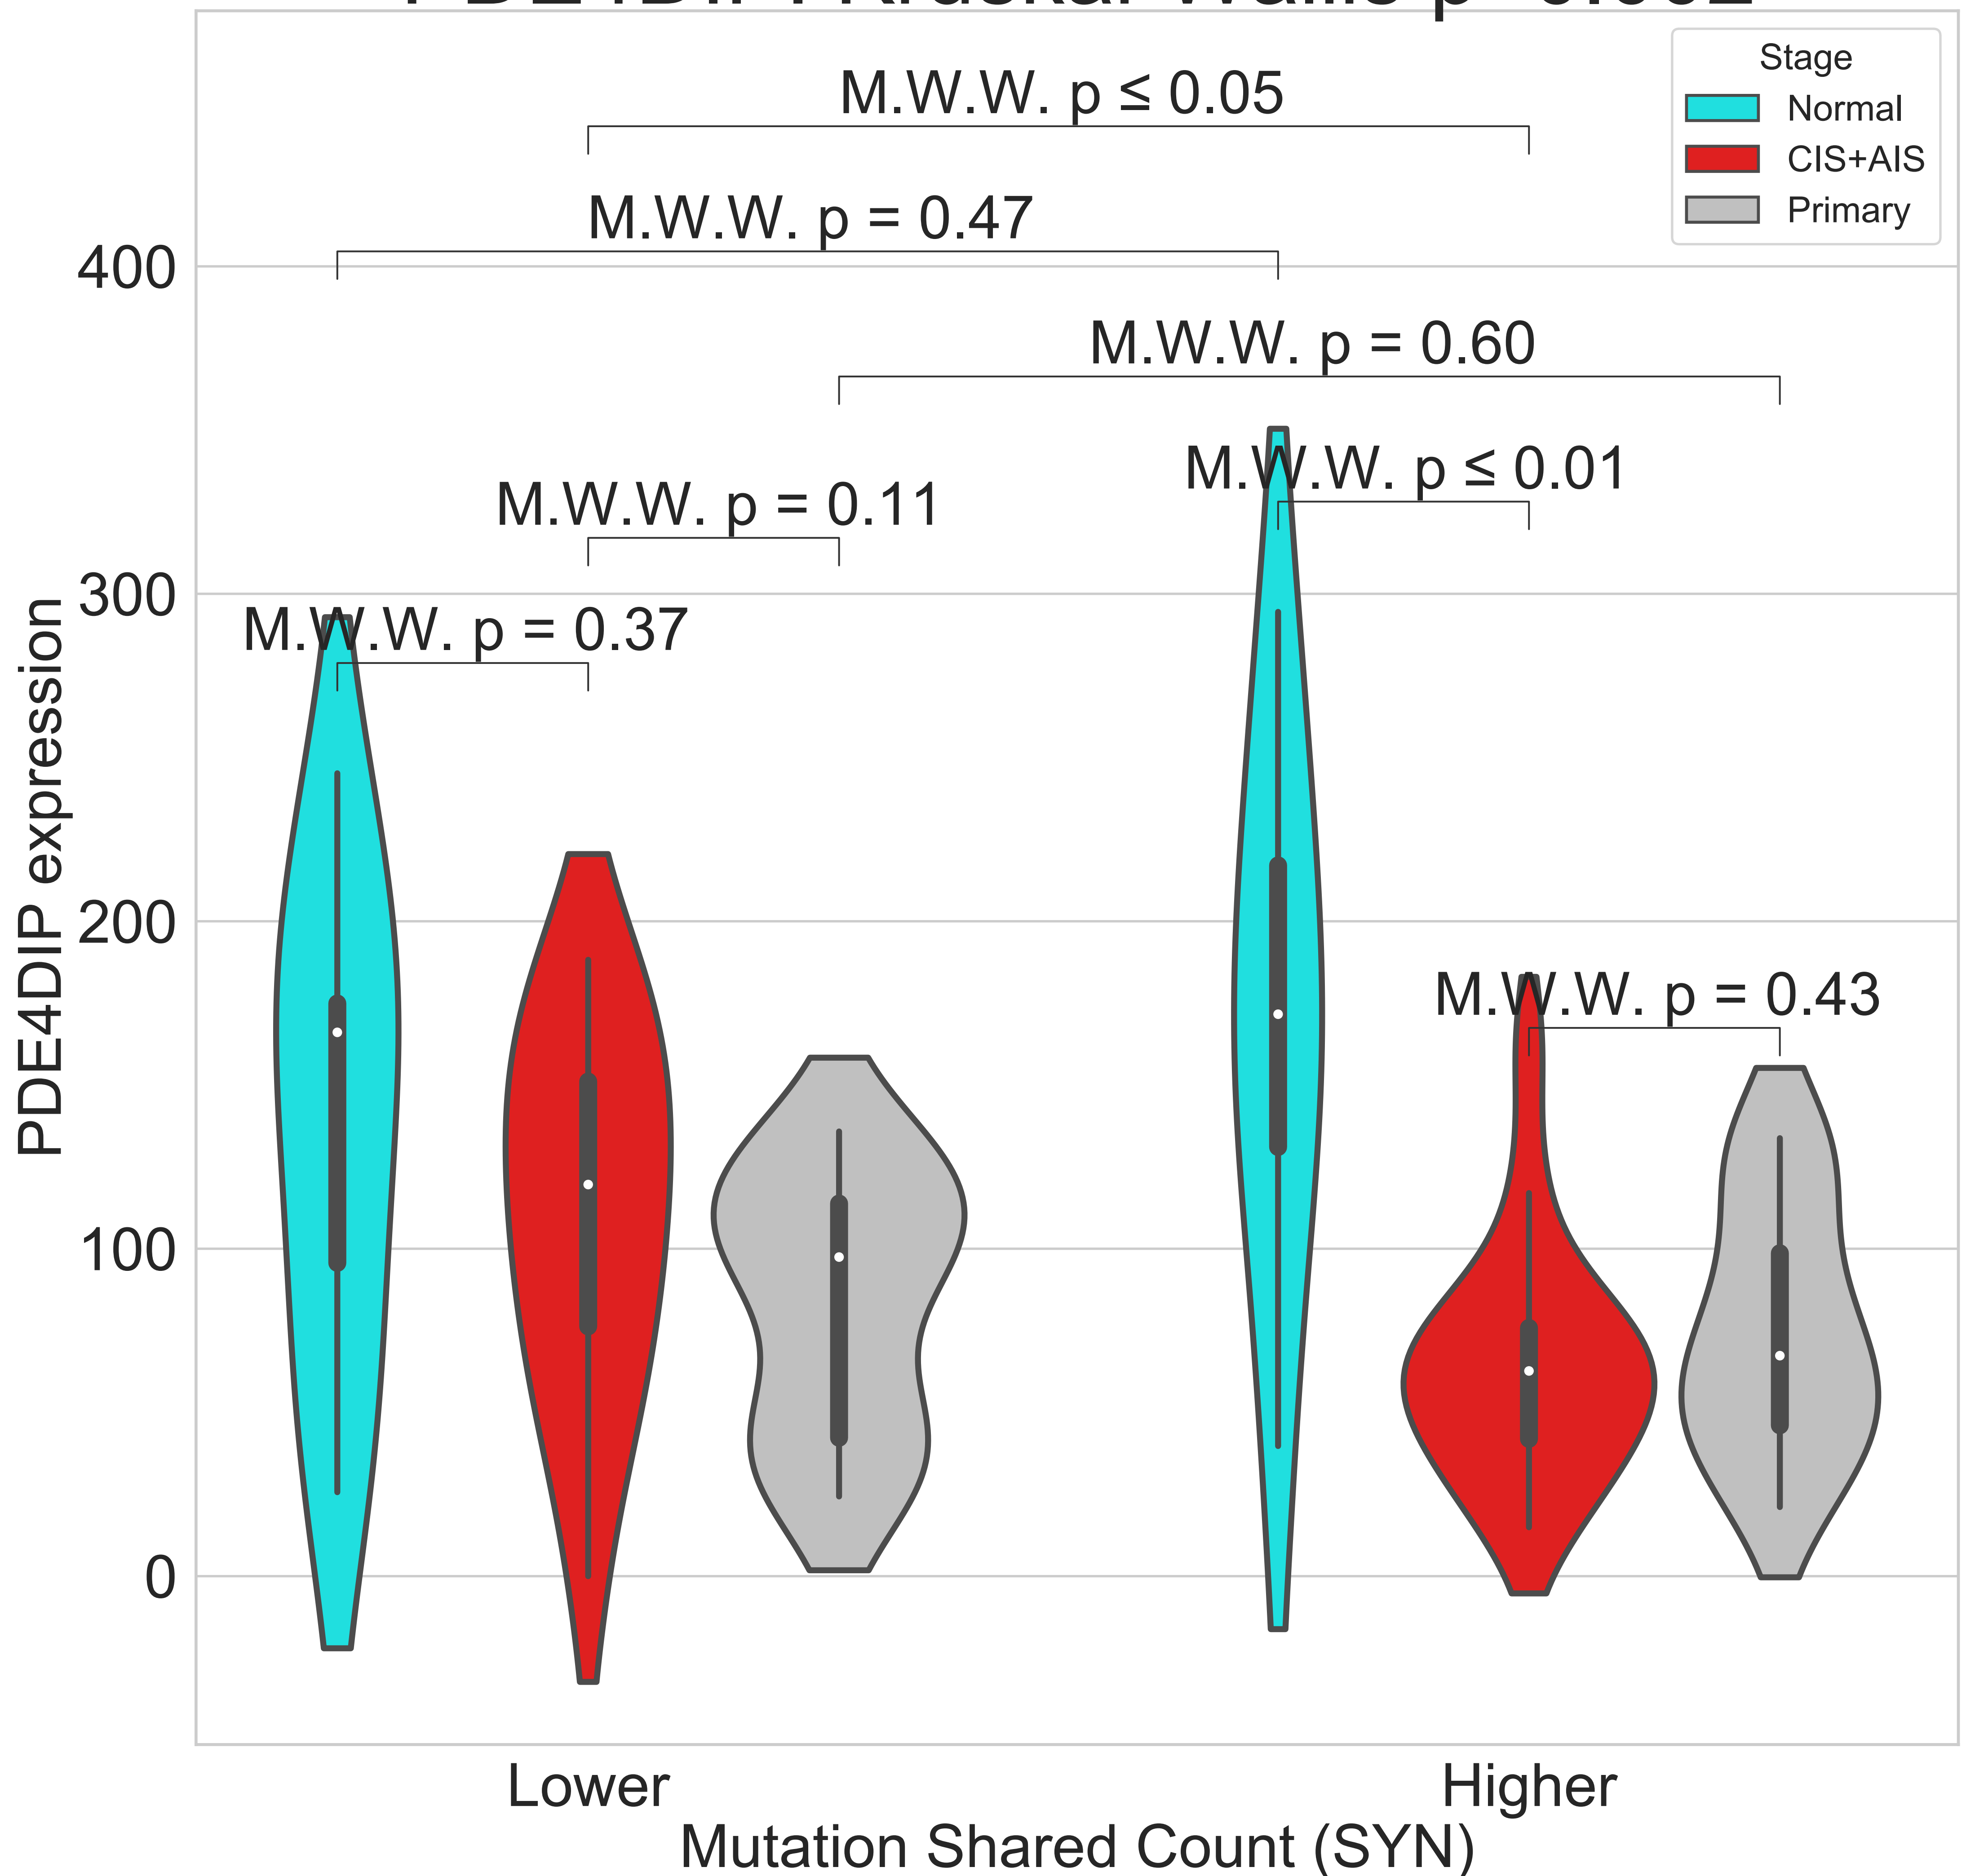 Stage
Normal
CIS+AIS
Primary
M.W.W. p ≤ 0.05
M.W.W. p = 0.47
M.W.W. p = 0.60
M.W.W. p ≤ 0.01
M.W.W. p = 0.11
M.W.W. p = 0.37
M.W.W. p = 0.43
400
300
200
100
0
PDE4DIP expression
Lower
Higher
Mutation Shared Count (SYN)